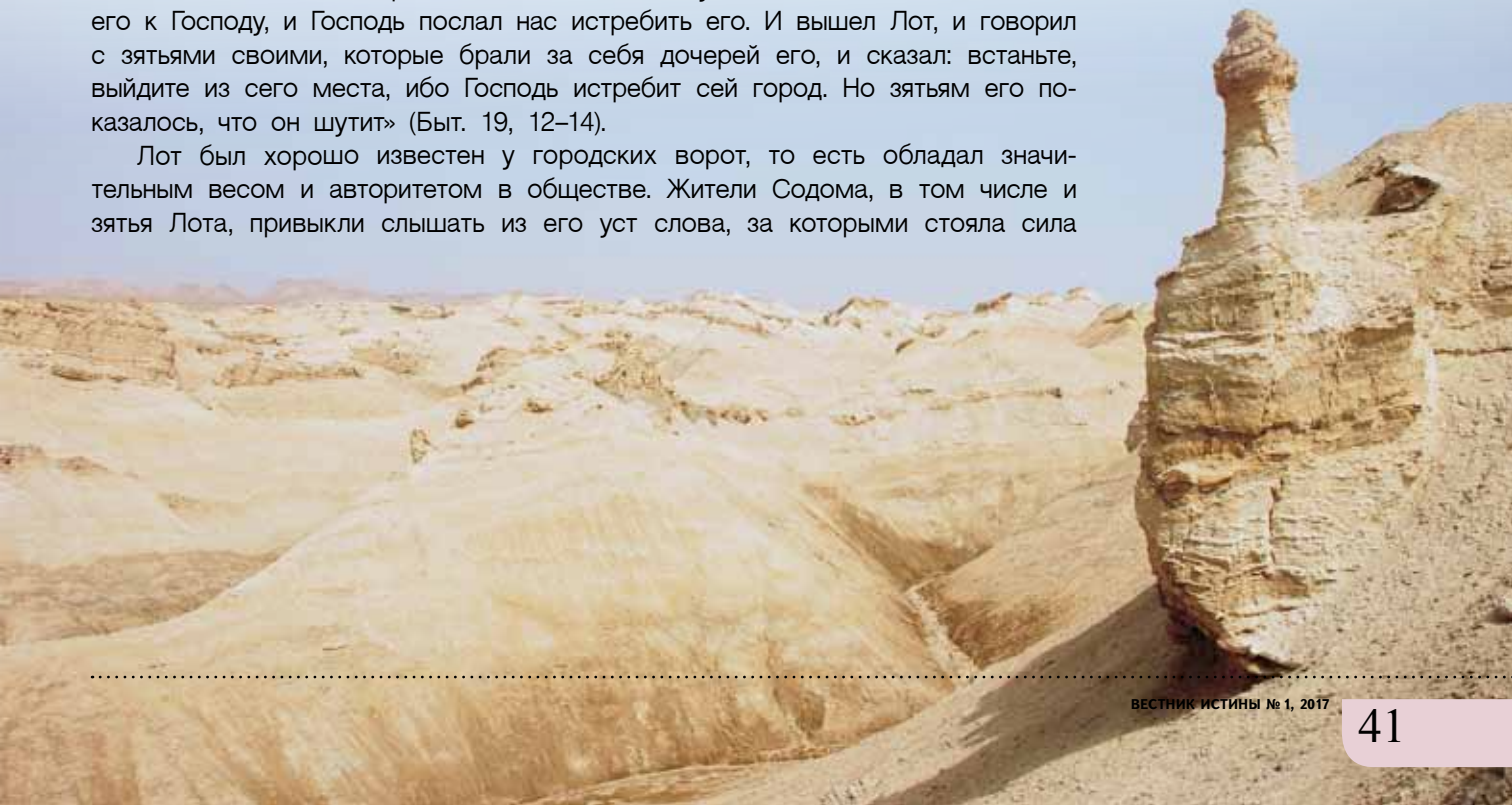 его к Господу, и Господь послал нас истребить его. И вышел Лот, и говорил
с зятьями своими, которые брали за себя дочерей его, и сказал: встаньте,
выйдите из сего места, ибо Господь истребит сей город. Но зятьям его по-
казалось, что он шутит» (Быт. 19, 12–14).
Лот был хорошо известен у городских ворот, то есть обладал значи-
тельным весом и авторитетом в обществе. Жители Содома, в том числе и
зятья Лота, привыкли слышать из его уст слова, за которыми стояла сила
ВЕСТНИК ИСТИНЫ № 1, 2017
41